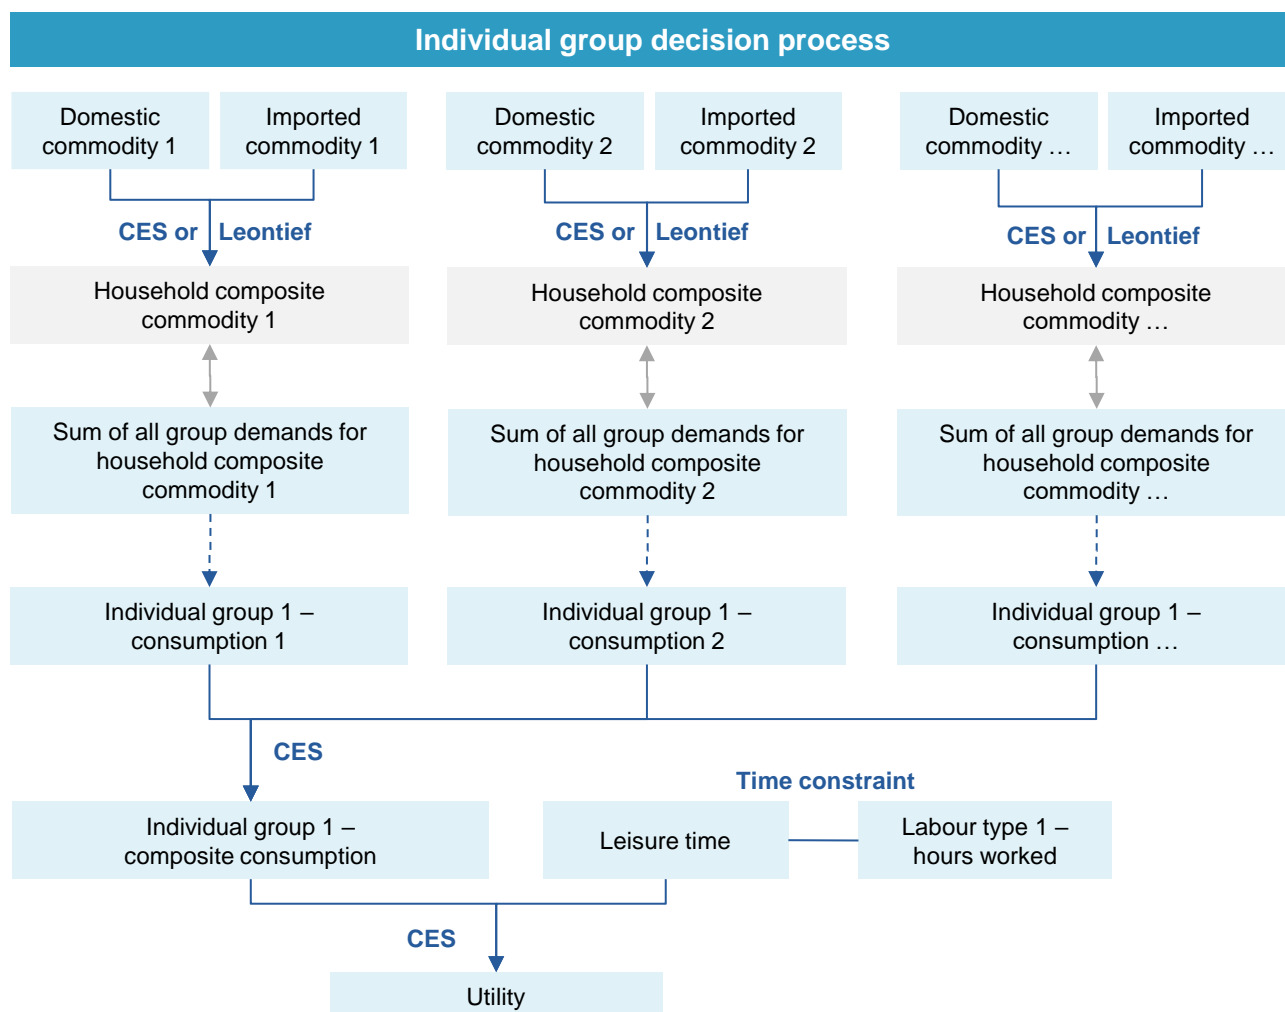 Individual group decision process
Domestic
commodity 1
Imported
commodity 1
Domestic
commodity 2
Imported
commodity 2
Domestic
commodity …
Imported
commodity …
CES or Leontief
CES or Leontief
CES or Leontief
Household composite
commodity 1
Household composite
commodity 2
Household composite
commodity …
Sum of all group demands for
household composite
commodity 1
Sum of all group demands for
household composite
commodity 2
Sum of all group demands for
household composite
commodity …
Individual group 1 –
consumption 1
Individual group 1 –
consumption 2
Individual group 1 –
consumption …
CES
Time constraint
Individual group 1 –
composite consumption
Leisure time
Labour type 1 –
hours worked
CES
Utility